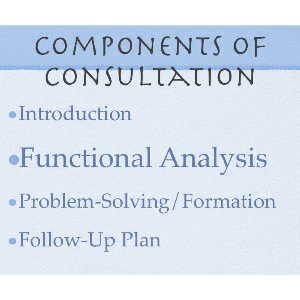 COMPONENTS OF
CONSULTATION
•Introduction
•Functional Analysis
•Problem-Solving/Formation
•Follow-Up Plan